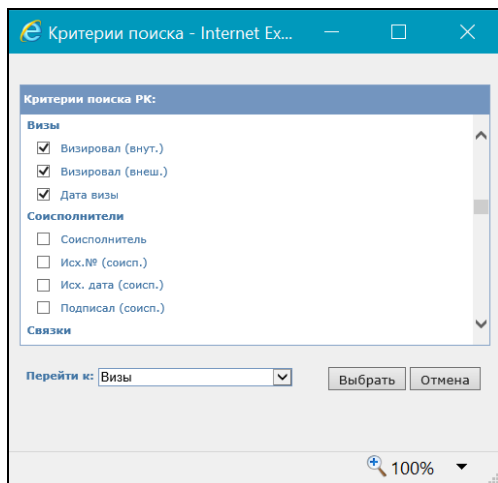 Критерии поиска - Internet Ex...
Критерии поиска РК:
Визы
Визировал (внут.)
Визировал (внеш.)
Дата визы
Соисполнители
Соисполнитель
Исх.№ (соисп.)
Исх. дата (соисп.)
Подписал (соисп.)
Связки
Перейти к: Визы Выбрать Отмена
100%